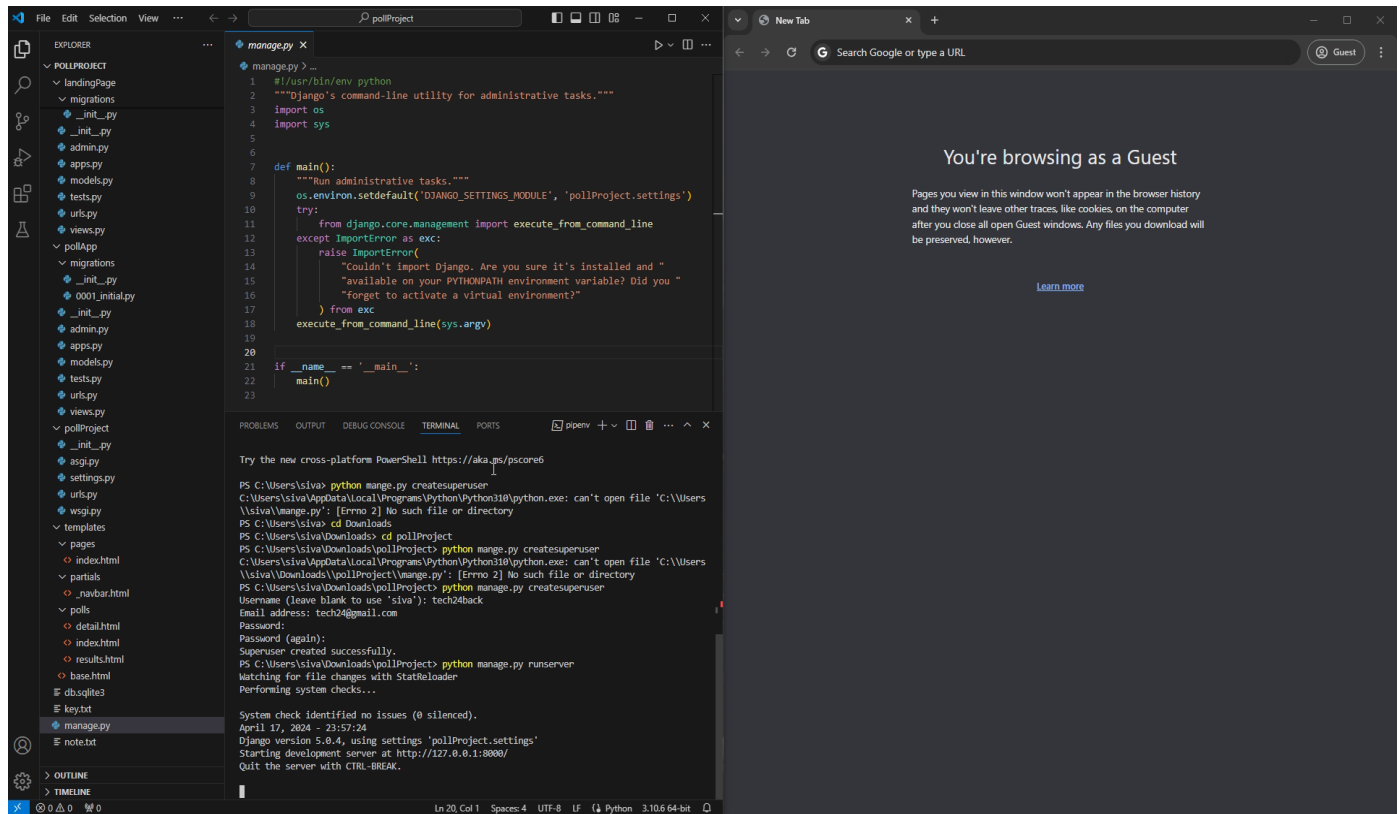 File Edit Selection View ··· pollProject
EXPLORER ···
POLLPROJECT
landingPage
migrations
__init__.py
__init__.py
admin.py
apps.py
models.py
tests.py
urls.py
views.py
pollApp
migrations
__init__.py
0001_initial.py
__init__.py
admin.py
apps.py
models.py
tests.py
urls.py
views.py
pollProject
__init__.py
asgi.py
settings.py
urls.py
wsgi.py
templates
pages
index.html
partials
_navbar.html
polls
detail.html
index.html
results.html
base.html
db.sqlite3
key.txt
manage.py
note.txt
OUTLINE
TIMELINE
manage.py
manage.py > ...
1 #!/usr/bin/env python
2 """Django's command-line utility for administrative tasks."""
3 import os
4 import sys
5
6
7 def main():
8 """Run administrative tasks."""
9 os.environ.setdefault('DJANGO_SETTINGS_MODULE', 'pollProject.settings')
10 try:
11 from django.core.management import execute_from_command_line
12 except ImportError as exc:
13 raise ImportError(
14 "Couldn't import Django. Are you sure it's installed and "
15 "available on your PYTHONPATH environment variable? Did you "
16 "forget to activate a virtual environment?"
17 ) from exc
18 execute_from_command_line(sys.argv)
19
20
21 if __name__ == '__main__':
22 main()
23
PROBLEMS OUTPUT DEBUG CONSOLE TERMINAL PORTS pipenv
Try the new cross-platform PowerShell https://aka.ms/pscore6
PS C:\Users\siva> python mange.py createsuperuser
C:\Users\siva\AppData\Local\Programs\Python\Python310\python.exe: can't open file 'C:\\Users
\\siva\\mange.py': [Errno 2] No such file or directory
PS C:\Users\siva> cd Downloads
PS C:\Users\siva\Downloads> cd pollProject
PS C:\Users\siva\Downloads\pollProject> python mange.py createsuperuser
C:\Users\siva\AppData\Local\Programs\Python\Python310\python.exe: can't open file 'C:\\Users
\\siva\\Downloads\\pollProject\\mange.py': [Errno 2] No such file or directory
PS C:\Users\siva\Downloads\pollProject> python manage.py createsuperuser
Username (leave blank to use 'siva'): tech24back
Email address: tech24@gmail.com
Password:
Password (again):
Superuser created successfully.
PS C:\Users\siva\Downloads\pollProject> python manage.py runserver
Watching for file changes with StatReloader
Performing system checks...
System check identified no issues (0 silenced).
April 17, 2024 - 23:57:24
Django version 5.0.4, using settings 'pollProject.settings'
Starting development server at http://127.0.0.1:8000/
Quit the server with CTRL-BREAK.
0 0 0 Ln 20, Col 1 Spaces: 4 UTF-8 LF Python 3.10.6 64-bit
New Tab
Search Google or type a URL
Guest
You're browsing as a Guest
Pages you view in this window won't appear in the browser history
and they won't leave other traces, like cookies, on the computer
after you close all open Guest windows. Any files you download will
be preserved, however.
Learn more